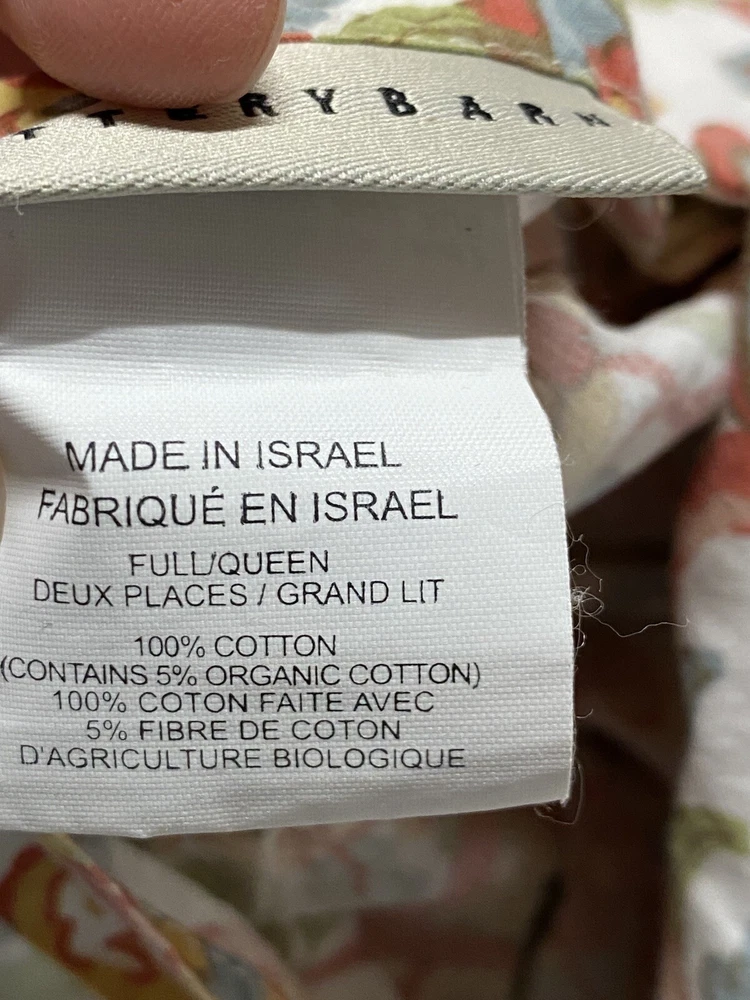 TTERYBARN
MADE IN ISRAEL
FABRIQUÉ EN ISRAEL
FULL/QUEEN
DEUX PLACES / GRAND LIT
100% COTTON
(CONTAINS 5% ORGANIC COTTON)
100% COTON FAITE AVEC
5% FIBRE DE COTON
D'AGRICULTURE BIOLOGIQUE